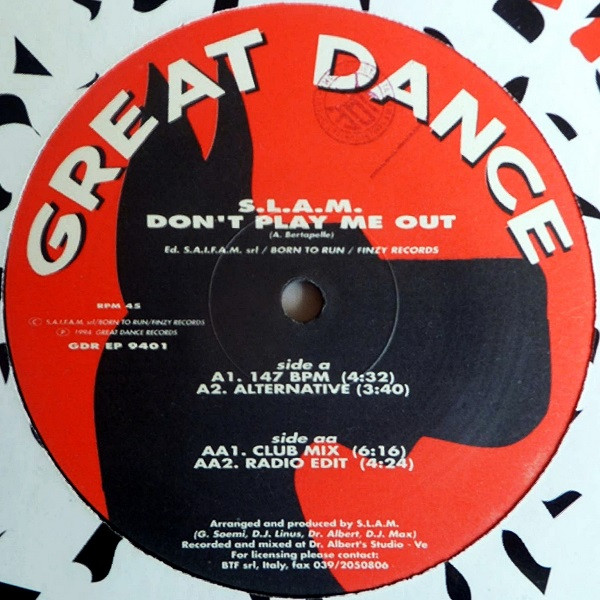 GREAT DANCE
S.L.A.M.
DON'T PLAY ME OUT
(A. Bertapelle)
Ed. S.A.I.F.A.M. srl / BORN TO RUN / FINZY RECORDS
RPM 45
Ⓒ S.A.I.F.A.M. srl/BORN TO RUN/FINZY RECORDS
Ⓟ 1994 GREAT DANCE RECORDS
GDR EP 9401
side a
A1. 147 BPM (4:32)
A2. ALTERNATIVE (3:40)
side aa
AA1. CLUB MIX (6:16)
AA2. RADIO EDIT (4:24)
Arranged and produced by S.L.A.M.
(G. Soemi, D.J. Linus, Dr. Albert, D.J. Max)
Recorded and mixed at Dr. Albert's Studio - Ve
For licensing please contact:
BTF srl, Italy, fax 039/2050806